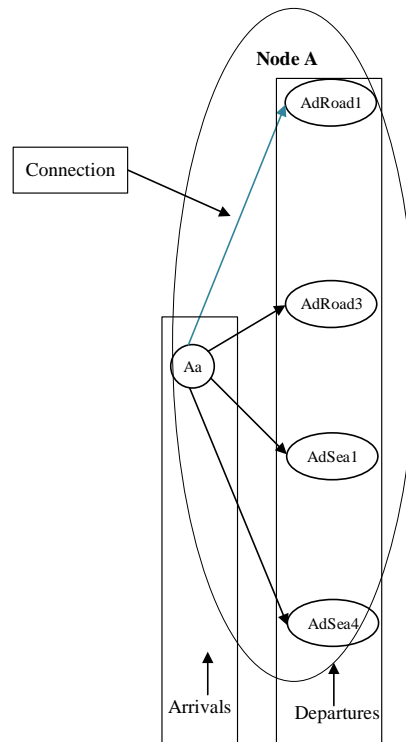 Node A
AdRoad1
Connection
AdRoad3
Aa
AdSea1
AdSea4
Arrivals
Departures